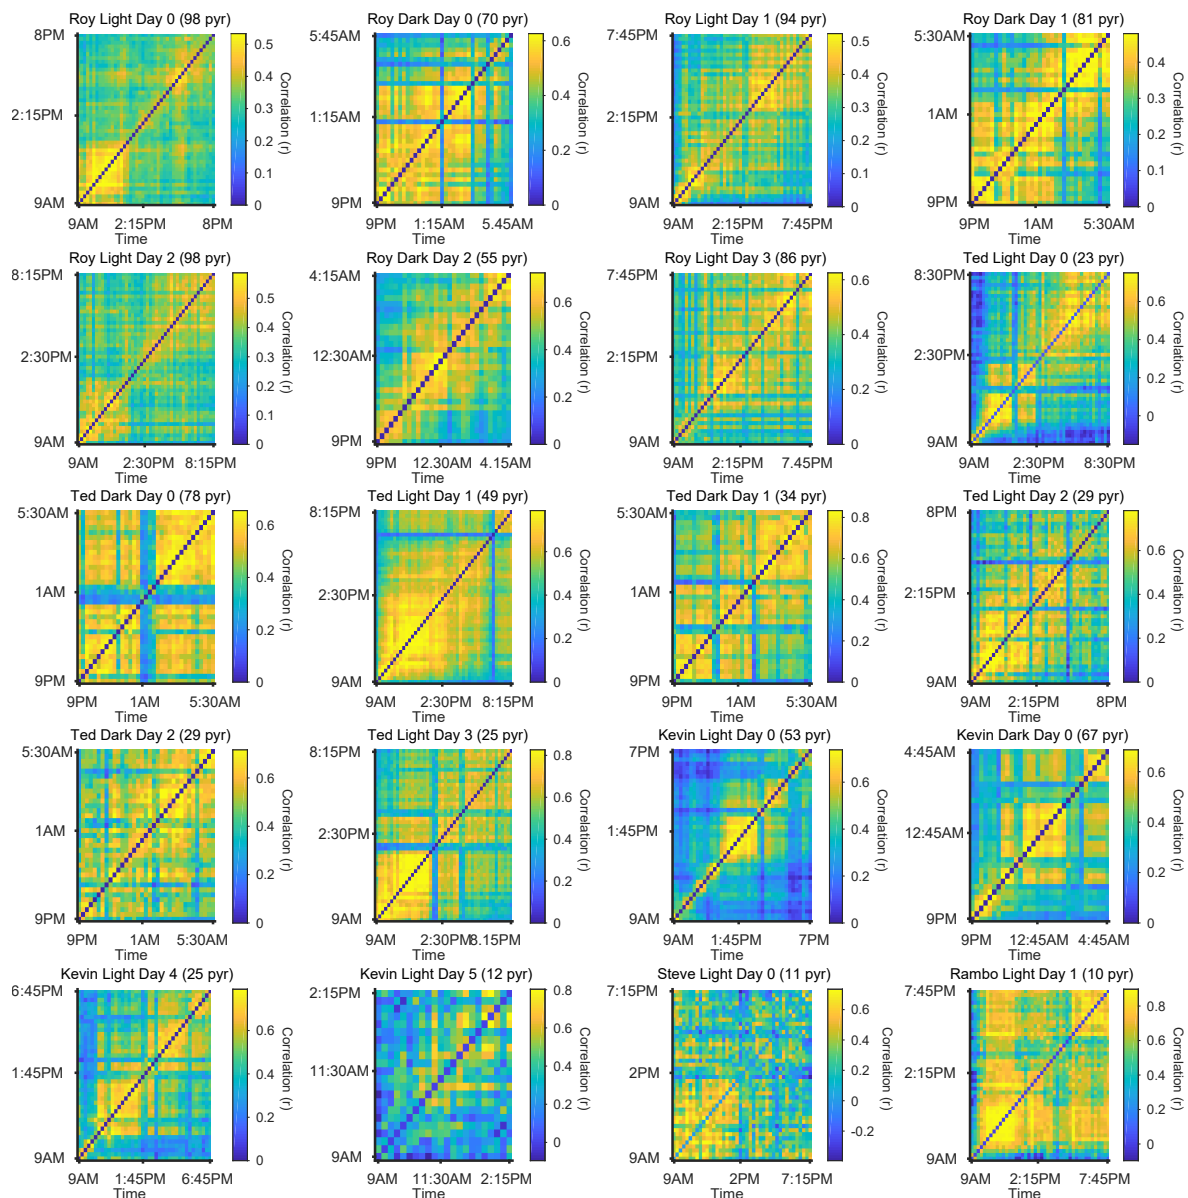 Roy Light Day 0 (98 pyr)
8PM
2:15PM
9AM
9AM 2:15PM 8PM
Time
0.5
0.4
0.3
0.2
0.1
0
Correlation (r)
Roy Dark Day 0 (70 pyr)
5:45AM
1:15AM
9PM
9PM 1:15AM 5.45AM
Time
0.6
0.4
0.2
0
Correlation (r)
Roy Light Day 1 (94 pyr)
7:45PM
2:15PM
9AM
9AM 2:15PM 7:45PM
Time
0.5
0.4
0.3
0.2
0.1
0
Correlation (r)
Roy Dark Day 1 (81 pyr)
5:30AM
1AM
9PM
9PM 1AM 5:30AM
Time
0.4
0.3
0.2
0.1
0
Correlation (r)
Roy Light Day 2 (98 pyr)
8:15PM
2:30PM
9AM
9AM 2:30PM 8:15PM
Time
0.5
0.4
0.3
0.2
0.1
0
Correlation (r)
Roy Dark Day 2 (55 pyr)
4:15AM
12:30AM
9PM
9PM 12.30AM 4.15AM
Time
0.6
0.4
0.2
0
Correlation (r)
Roy Light Day 3 (86 pyr)
7:45PM
2:15PM
9AM
9AM 2:15PM 7.45PM
Time
0.6
0.5
0.4
0.3
0.2
0.1
0
Correlation (r)
Ted Light Day 0 (23 pyr)
8:30PM
2:30PM
9AM
9AM 2:30PM 8:30PM
Time
0.6
0.4
0.2
0
Correlation (r)
Ted Dark Day 0 (78 pyr)
5:30AM
1AM
9PM
9PM 1AM 5:30AM
Time
0.6
0.4
0.2
0
Correlation (r)
Ted Light Day 1 (49 pyr)
8:15PM
2:30PM
9AM
9AM 2:30PM 8:15PM
Time
0.6
0.4
0.2
0
Correlation (r)
Ted Dark Day 1 (34 pyr)
5:30AM
1AM
9PM
9PM 1AM 5:30AM
Time
0.8
0.6
0.4
0.2
0
Correlation (r)
Ted Light Day 2 (29 pyr)
8PM
2:15PM
9AM
9AM 2:15PM 8PM
Time
0.6
0.4
0.2
0
Correlation (r)
Ted Dark Day 2 (29 pyr)
5:30AM
1AM
9PM
9PM 1AM 5:30AM
Time
0.6
0.4
0.2
0
Correlation (r)
Ted Light Day 3 (25 pyr)
8:15PM
2:30PM
9AM
9AM 2:30PM 8.15PM
Time
0.8
0.6
0.4
0.2
0
Correlation (r)
Kevin Light Day 0 (53 pyr)
7PM
1:45PM
9AM
9AM 1:45PM 7PM
Time
0.6
0.4
0.2
0
Correlation (r)
Kevin Dark Day 0 (67 pyr)
4:45AM
12:45AM
9PM
9PM 12:45AM 4:45AM
Time
0.6
0.4
0.2
0
Correlation (r)
Kevin Light Day 4 (25 pyr)
6:45PM
1:45PM
9AM
9AM 1:45PM 6:45PM
Time
0.6
0.4
0.2
0
Correlation (r)
Kevin Light Day 5 (12 pyr)
2:15PM
11:30AM
9AM
9AM 11:30AM 2:15PM
Time
0.8
0.6
0.4
0.2
0
Correlation (r)
Steve Light Day 0 (11 pyr)
7:15PM
2PM
9AM
9AM 2PM 7:15PM
Time
0.6
0.4
0.2
0
-0.2
Correlation (r)
Rambo Light Day 1 (10 pyr)
7:45PM
2:15PM
9AM
9AM 2:15PM 7:45PM
Time
0.8
0.6
0.4
0.2
0
Correlation (r)